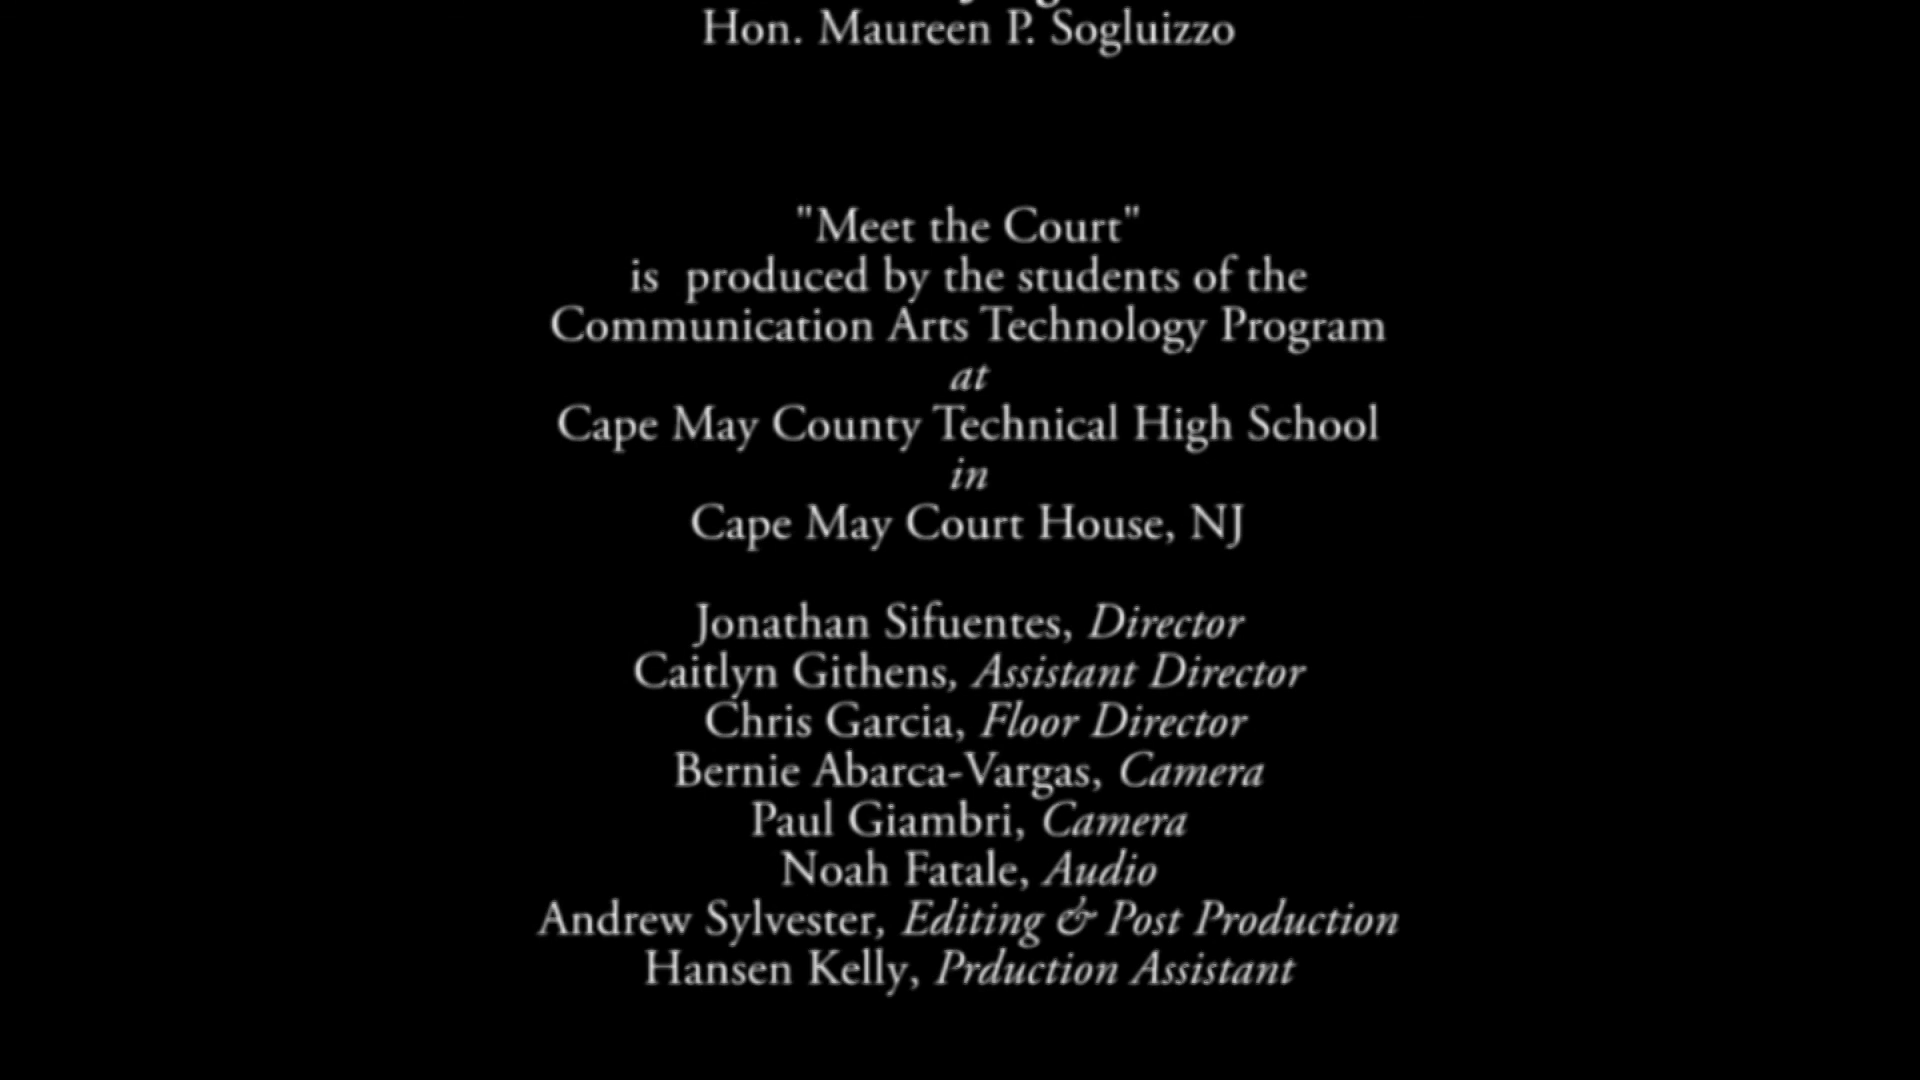 Hon. Maureen P. Sogluizzo
"Meet the Court"
is  produced by the students of the
Communication Arts Technology Program
at
Cape May County Technical High School
in
Cape May Court House, NJ
Jonathan Sifuentes, Director
Caitlyn Githens, Assistant Director
Chris Garcia, Floor Director
Bernie Abarca-Vargas, Camera
Paul Giambri, Camera
Noah Fatale, Audio
Andrew Sylvester, Editing & Post Production
Hansen Kelly, Prduction Assistant